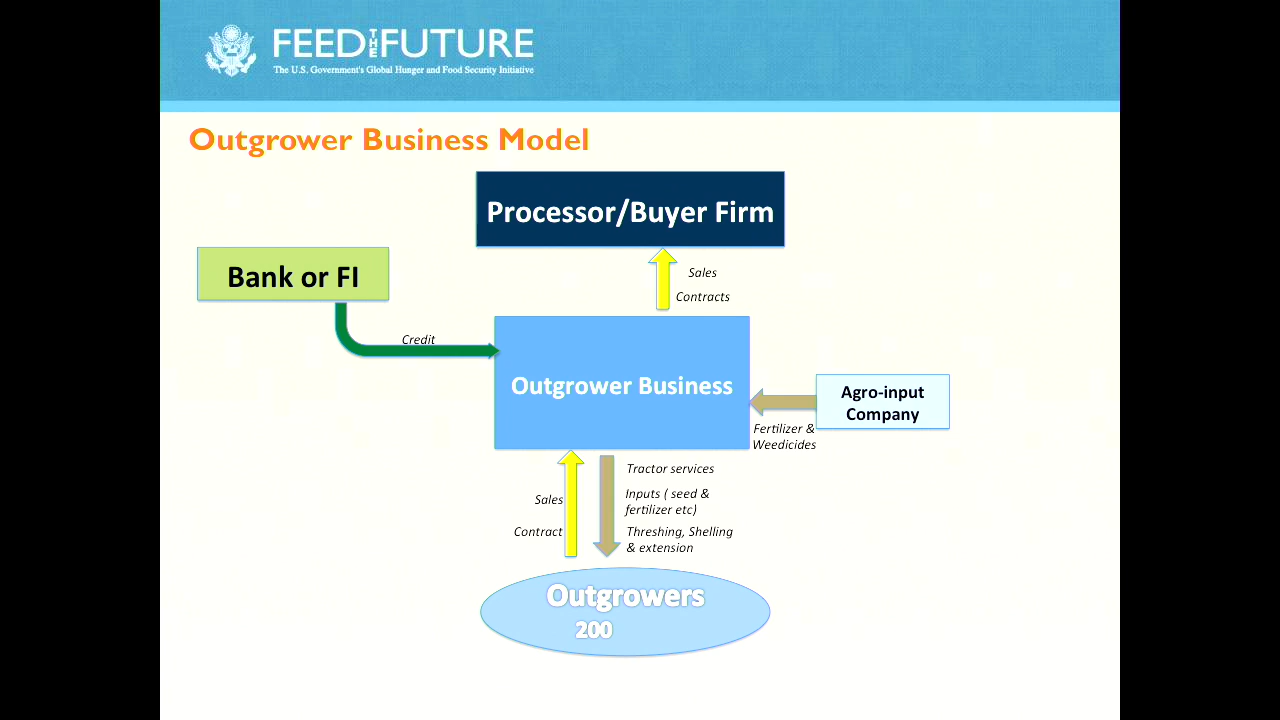 FEED THE FUTURE
The U.S. Government's Global Hunger and Food Security Initiative
Outgrower Business Model
Processor/Buyer Firm
Bank or FI
Sales
Contracts
Credit
Outgrower Business
Agro-input
Company
Fertilizer &
Weedicides
Tractor services
Inputs ( seed &
fertilizer etc)
Threshing, Shelling
& extension
Sales
Contract
Outgrowers
200